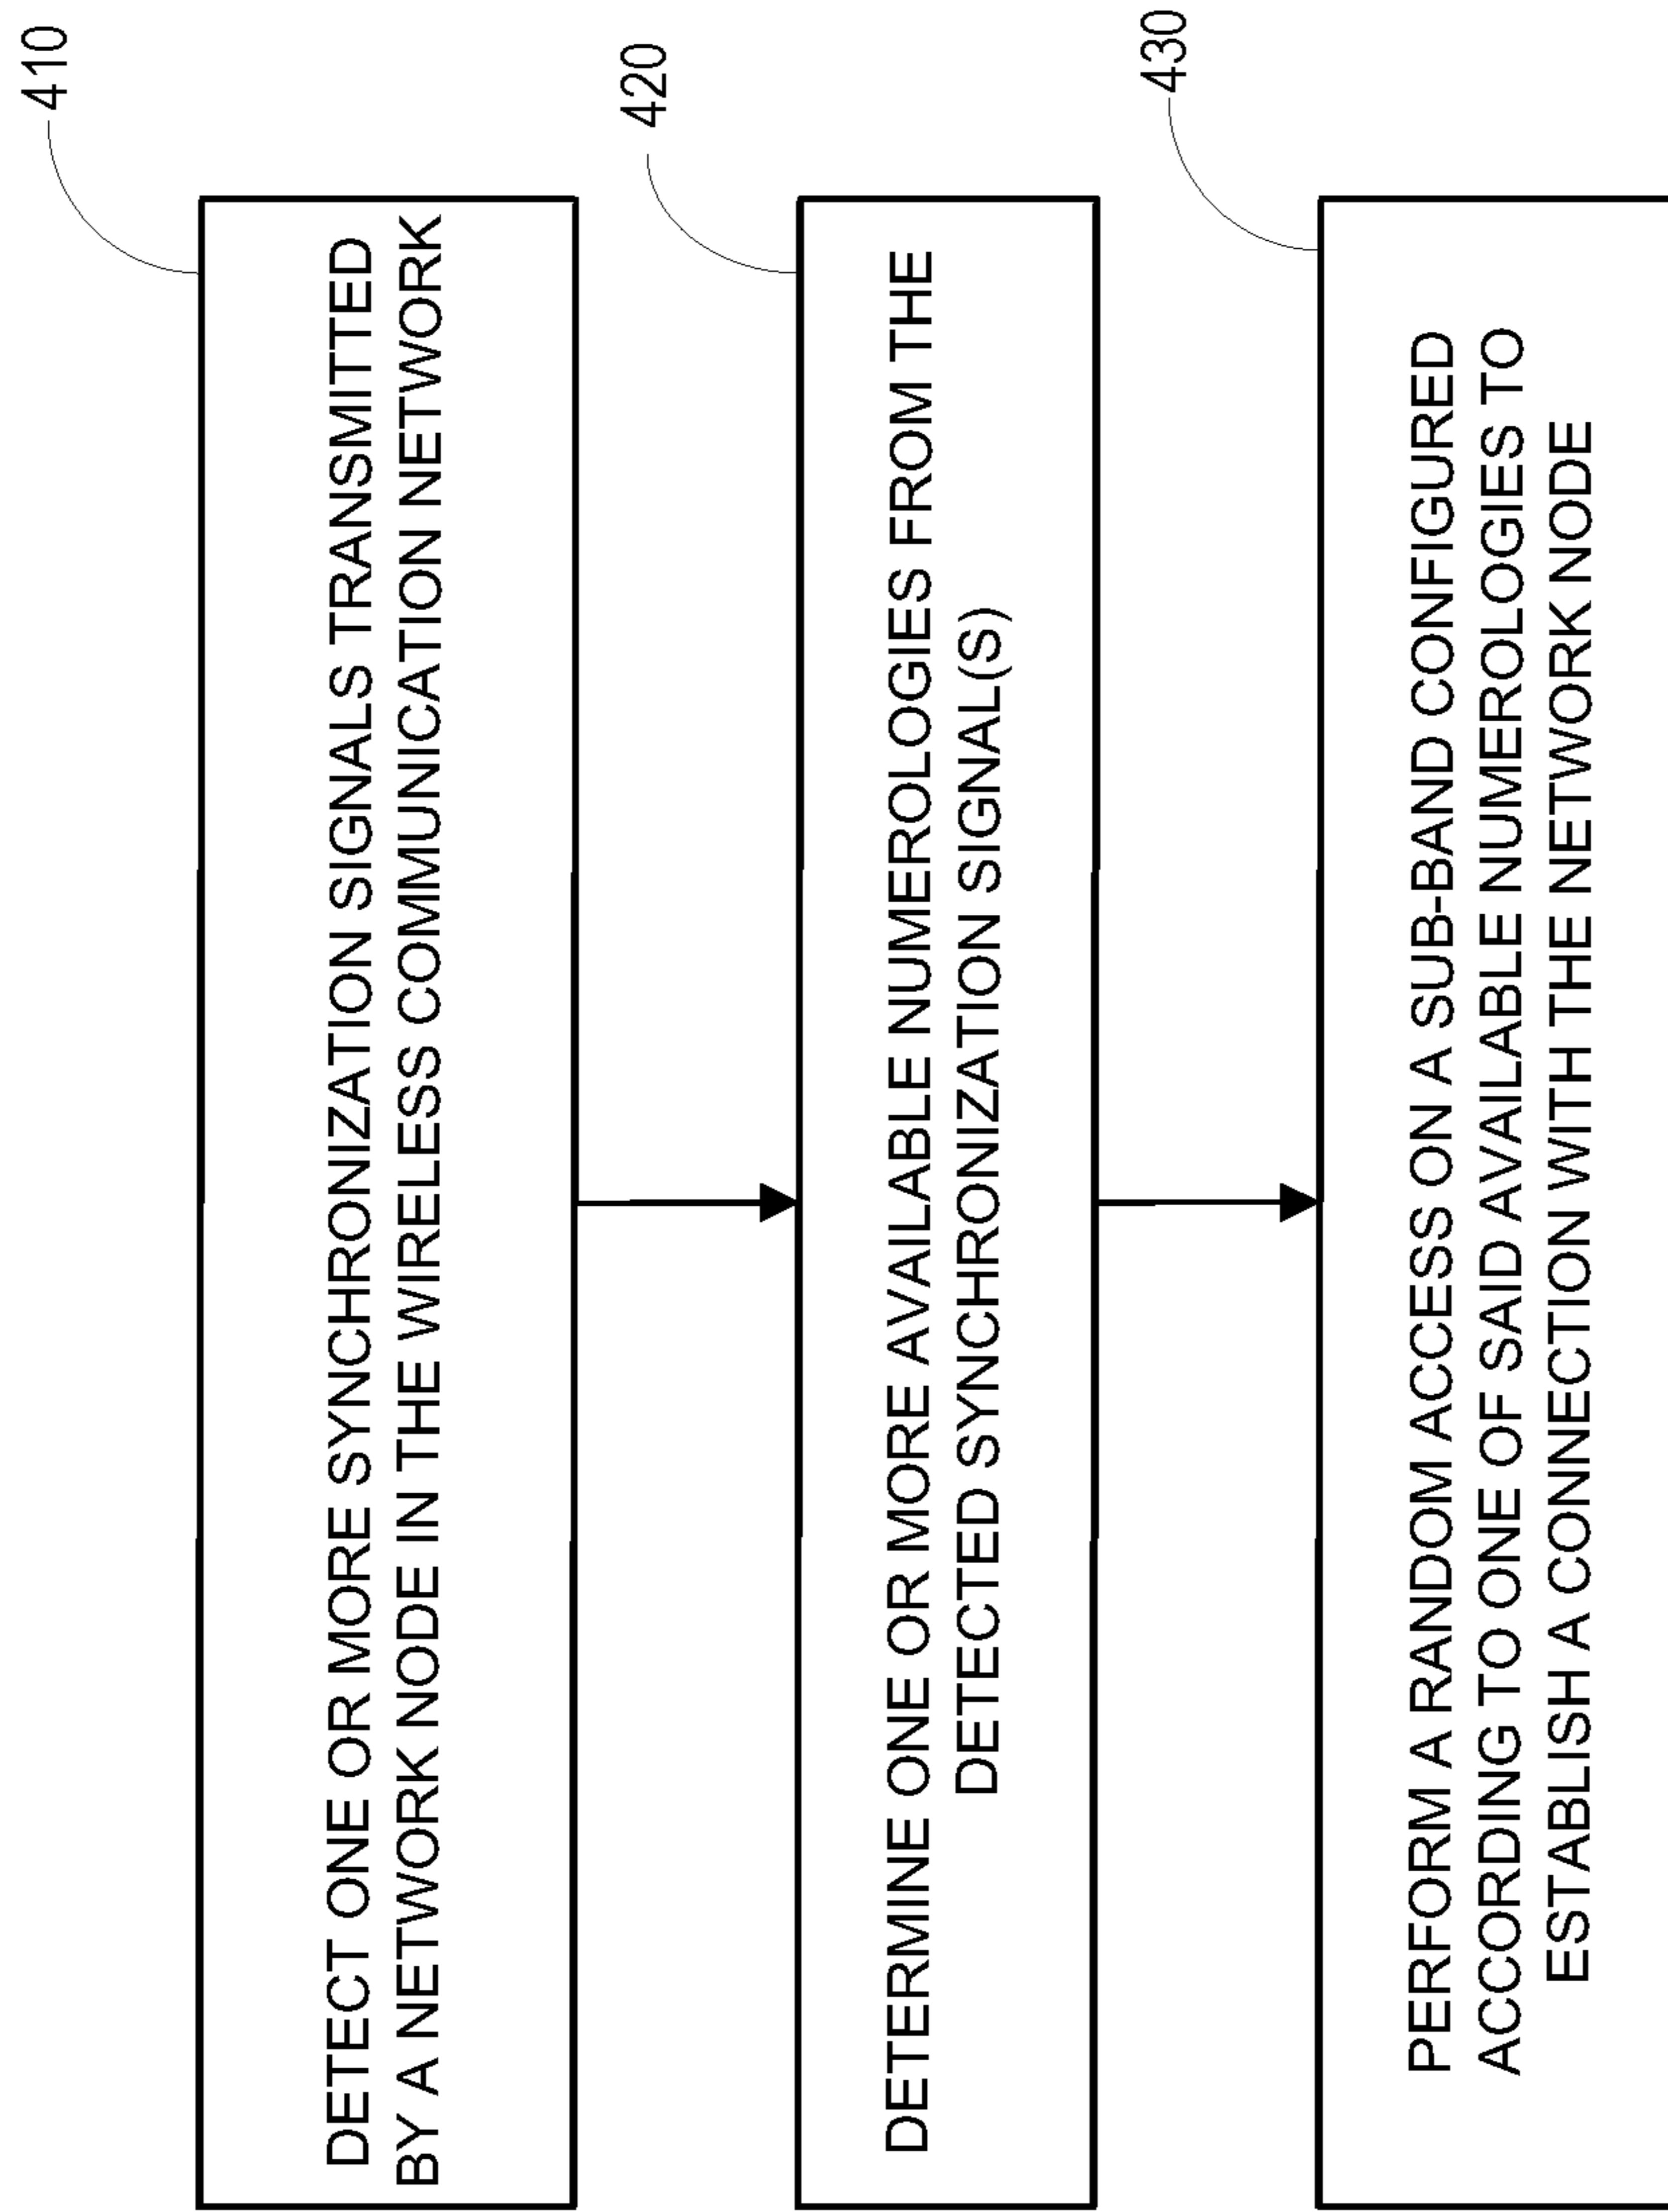 410
DETECT ONE OR MORE SYNCHRONIZATION SIGNALS TRANSMITTED
BY A NETWORK NODE IN THE WIRELESS COMMUNICATION NETWORK
420
DETERMINE ONE OR MORE AVAILABLE NUMEROLOGIES FROM THE
DETECTED SYNCHRONIZATION SIGNAL(S)
430
PERFORM A RANDOM ACCESS ON A SUB-BAND CONFIGURED
ACCORDING TO ONE OF SAID AVAILABLE NUMEROLOGIES TO
ESTABLISH A CONNECTION WITH THE NETWORK NODE